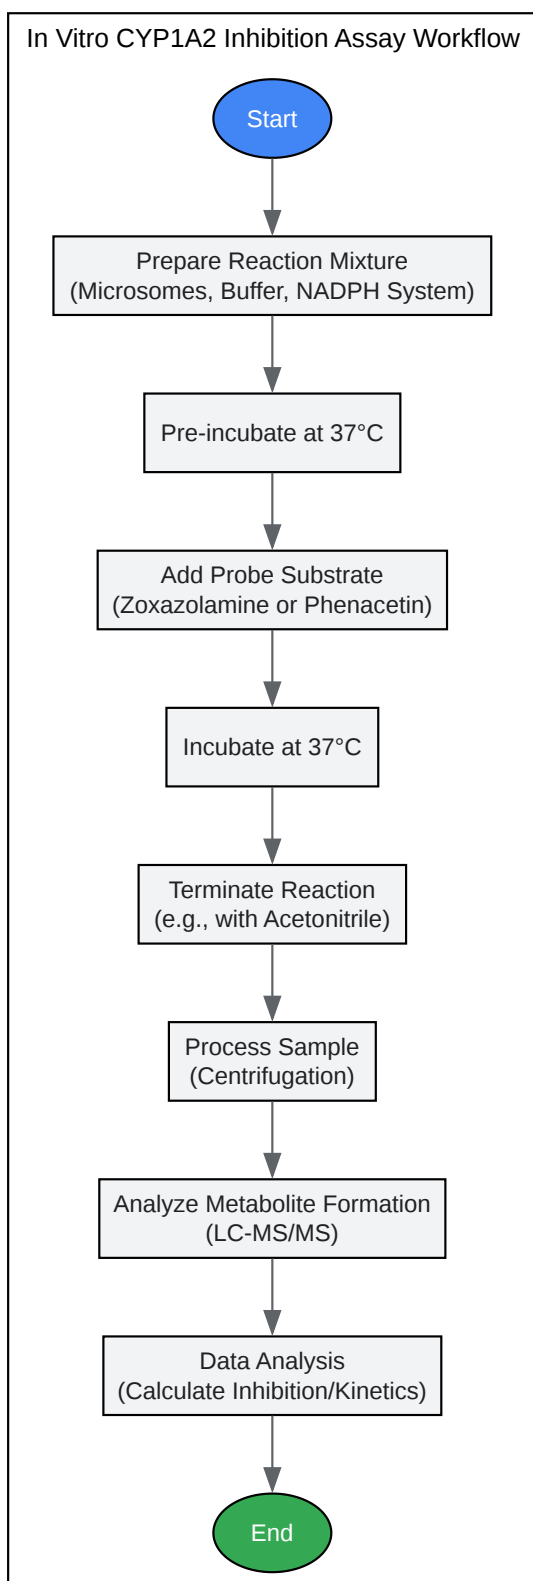 In Vitro CYP1A2 Inhibition Assay Workflow
Start
Prepare Reaction Mixture
(Microsomes, Buffer, NADPH System)
Pre-incubate at 37°C
Add Probe Substrate
(Zoxazolamine or Phenacetin)
Incubate at 37°C
Terminate Reaction
(e.g., with Acetonitrile)
Process Sample
(Centrifugation)
Analyze Metabolite Formation
(LC-MS/MS)
Data Analysis
(Calculate Inhibition/Kinetics)
End